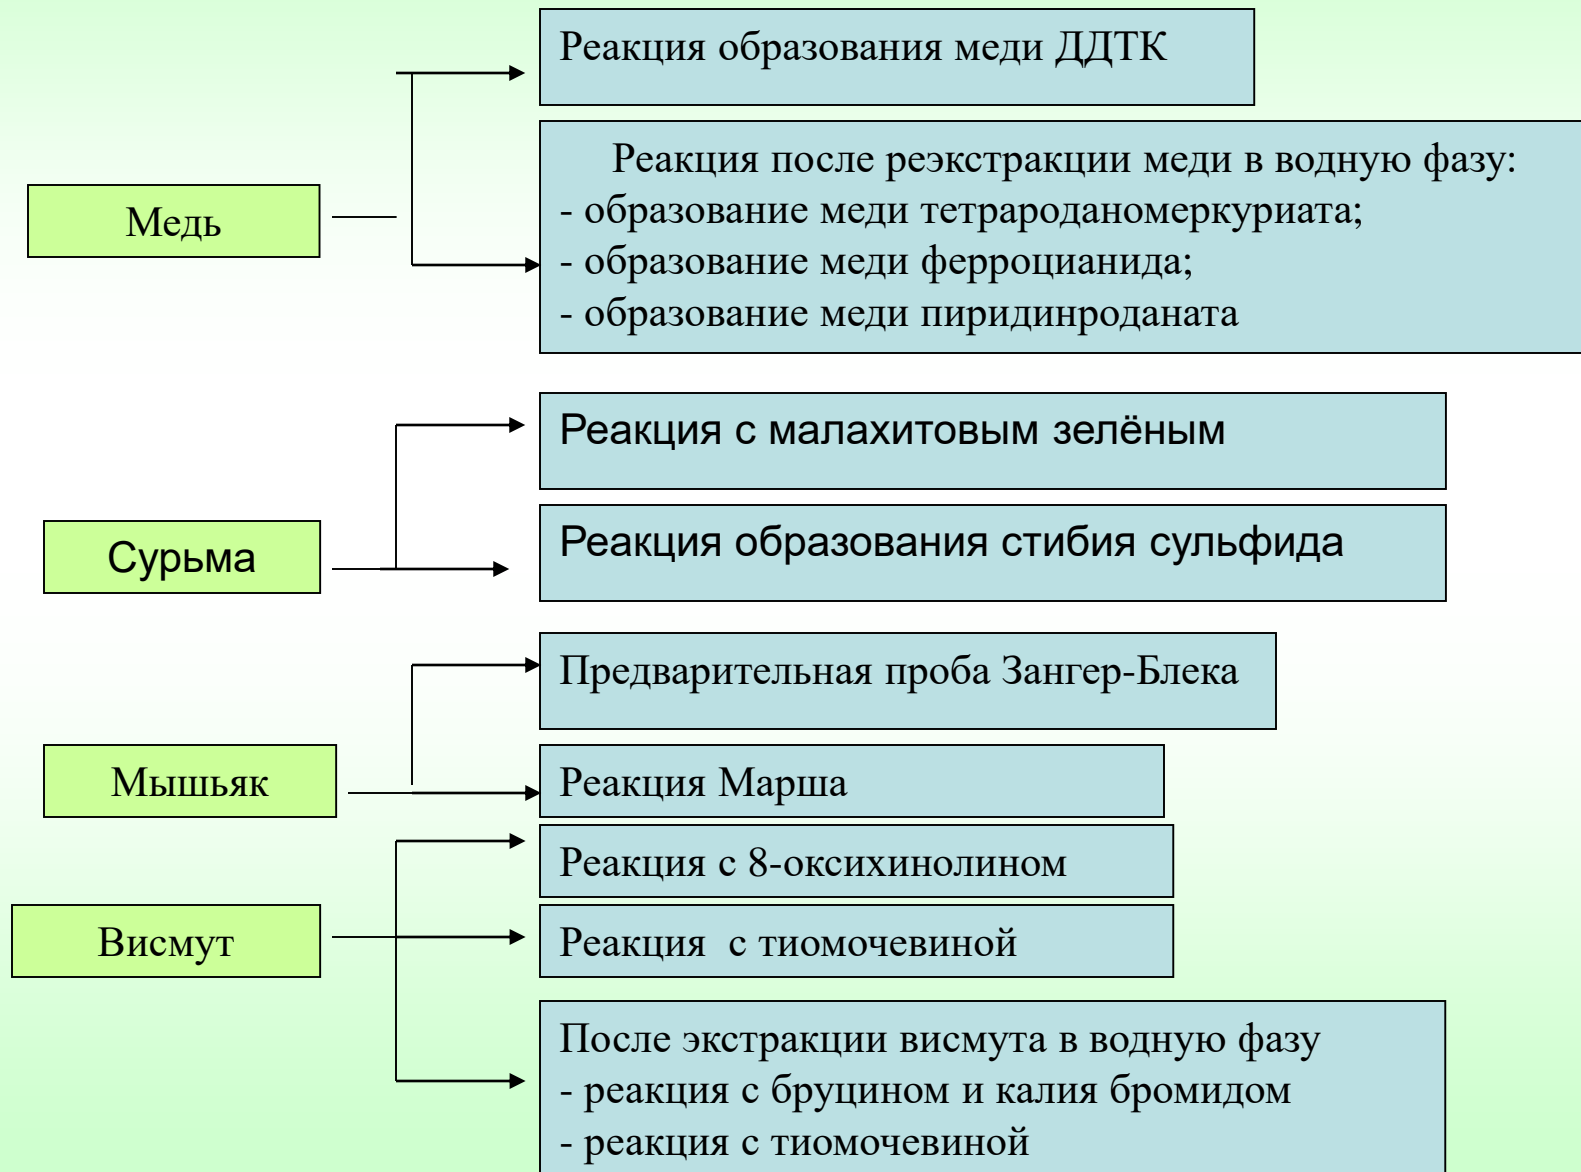 Реакция образования меди ДДТК
Медь
Реакция после реэкстракции меди в водную фазу:
- образование меди тетрароданомеркуриата;
- образование меди ферроцианида;
- образование меди пиридинроданата
Сурьма
Реакция с малахитовым зелёным
Реакция образования стибия сульфида
Мышьяк
Предварительная проба Зангер-Блека
Реакция Марша
Висмут
Реакция с 8-оксихинолином
Реакция  с тиомочевиной
После экстракции висмута в водную фазу
- реакция с бруцином и калия бромидом
- реакция с тиомочевиной